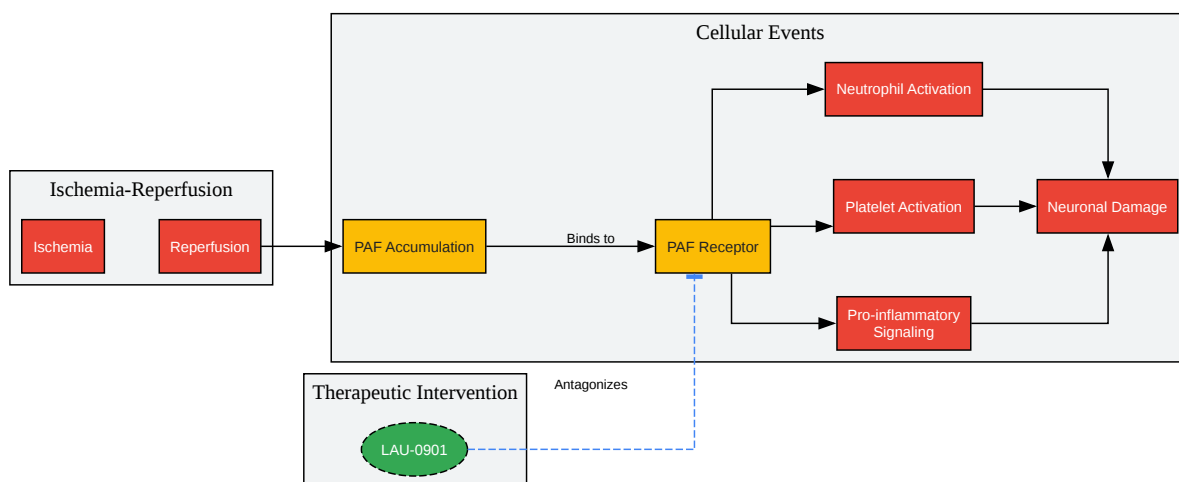 Cellular Events
Neutrophil Activation
Ischemia-Reperfusion
Platelet Activation
Neuronal Damage
Ischemia
Reperfusion
PAF Accumulation
Binds to
PAF Receptor
Pro-inflammatory
Signaling
Therapeutic Intervention
Antagonizes
LAU-0901